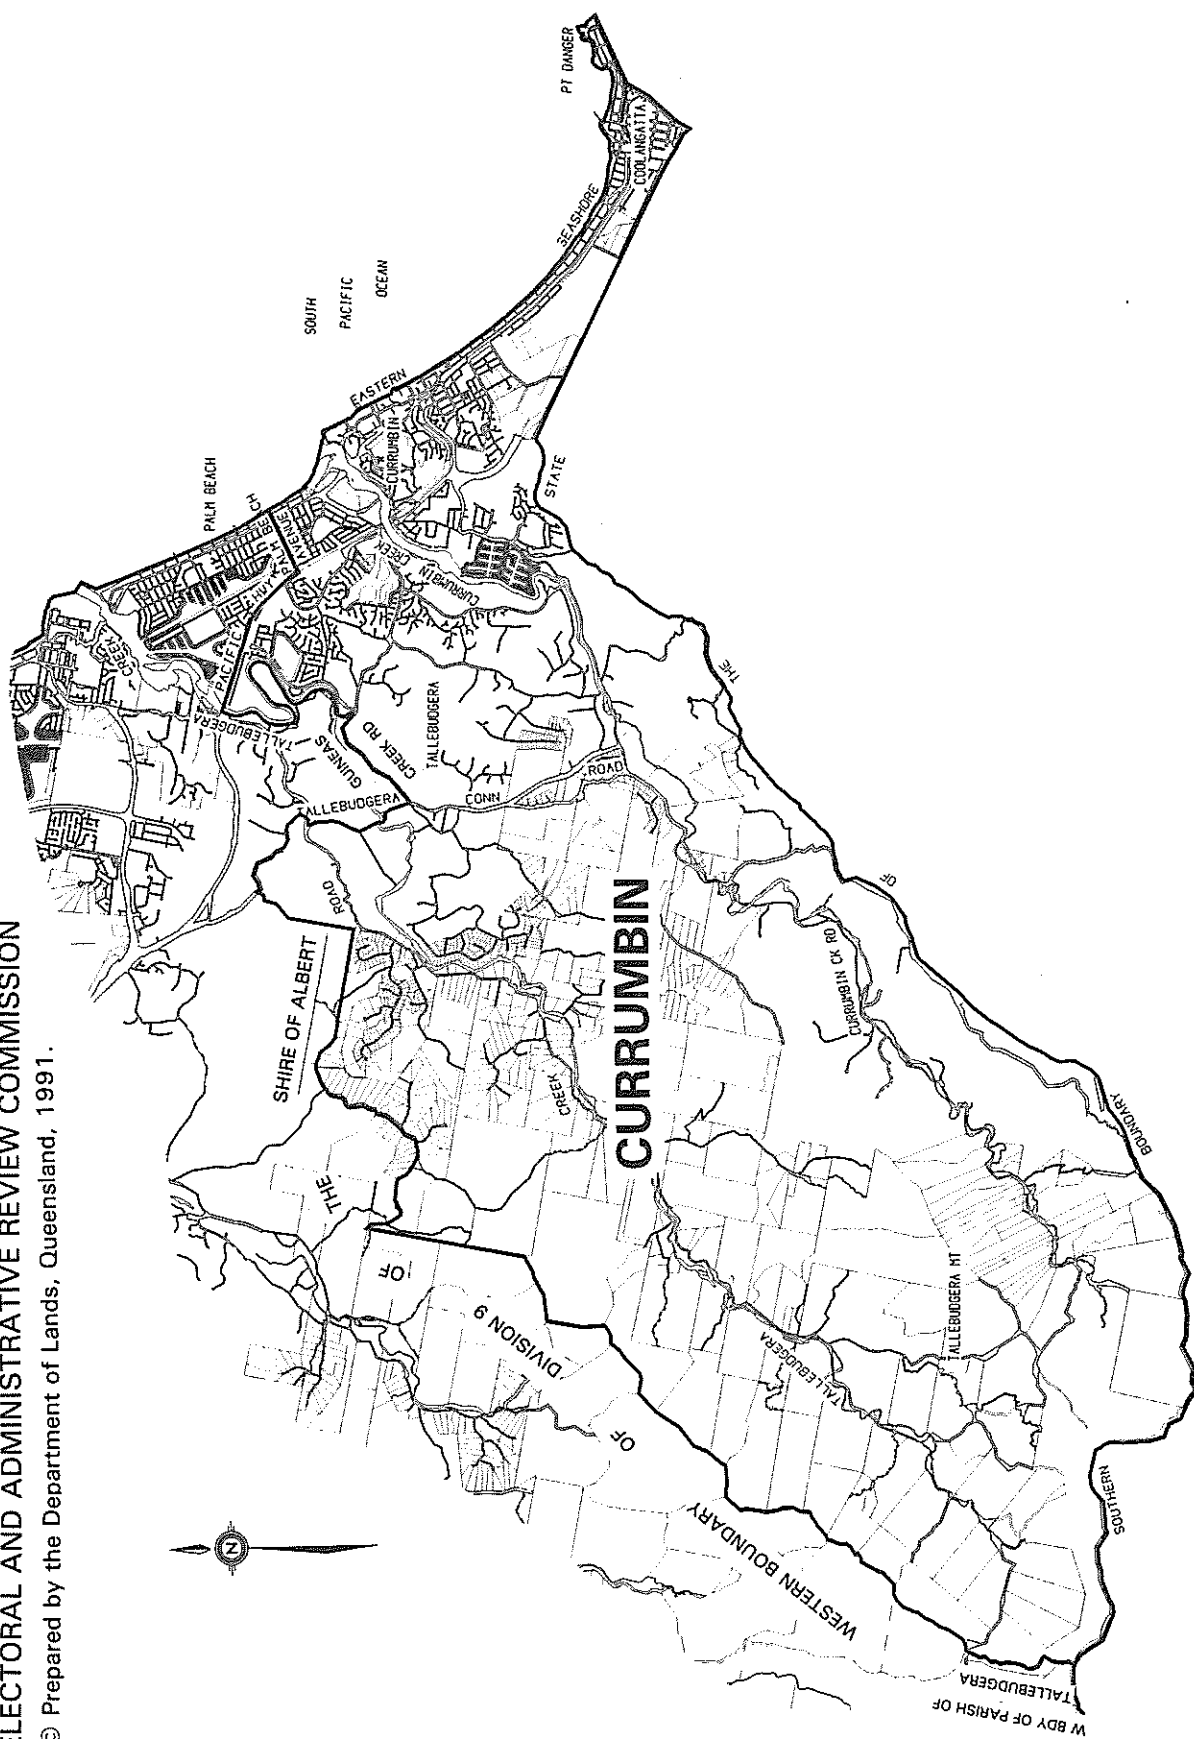 ELECTORAL AND ADMINISTRATIVE REVIEW COMMISSION
© Prepared by the Department of Lands, Queensland, 1991.
N
PT DANGER
COOLANGATTA
SEASHORE
SOUTH
PACIFIC
OCEAN
EASTERN
CURRUMBIN
PALM BEACH
PALM BEACH
AVENUE
PACIFIC HWY
CREEK
TALLEBUDGERA
CURRUMBIN
CREEK
STATE
THE
OF
BOUNDARY
SOUTHERN
TALLEBUDGERA
GUINEAS
CREEK RD
TALLEBUDGERA
TALLEBUDGERA
CONN
ROAD
ROAD
SHIRE OF ALBERT
THE
OF
DIVISION 9
OF
WESTERN BOUNDARY
CREEK
CURRUMBIN
CURRUMBIN CK RD
TALLEBUDGERA MT
TALLEBUDGERA
W BDY OF PARISH OF
TALLEBUDGERA